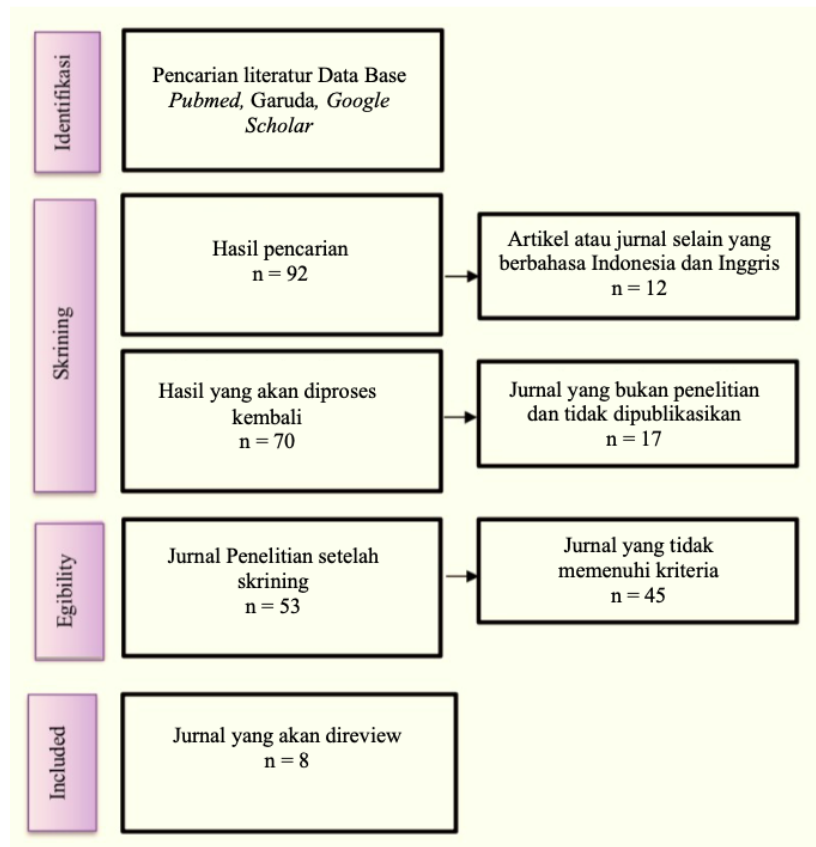 Identifikasi
Pencarian literatur Data Base
Pubmed, Garuda, Google
Scholar
Skrining
Hasil pencarian
n = 92
Artikel atau jurnal selain yang
berbahasa Indonesia dan Inggris
n = 12
Hasil yang akan diproses
kembali
n = 70
Jurnal yang bukan penelitian
dan tidak dipublikasikan
n = 17
Egibility
Jurnal Penelitian setelah
skrining
n = 53
Jurnal yang tidak
memenuhi kriteria
n = 45
Included
Jurnal yang akan direview
n = 8